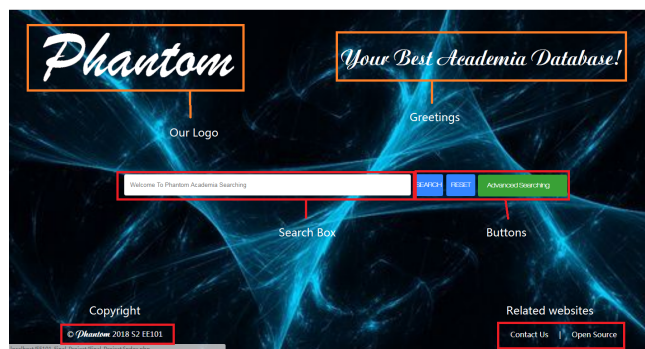 Phantom
Your Best Academia Database!
Greetings
Our Logo
Welcome To Phantom Academia Searching
SEARCH RESET Advanced Searching
Search Box
Buttons
Copyright
Related websites
© Phantom 2018 S2 EE101
Contact Us | Open Source